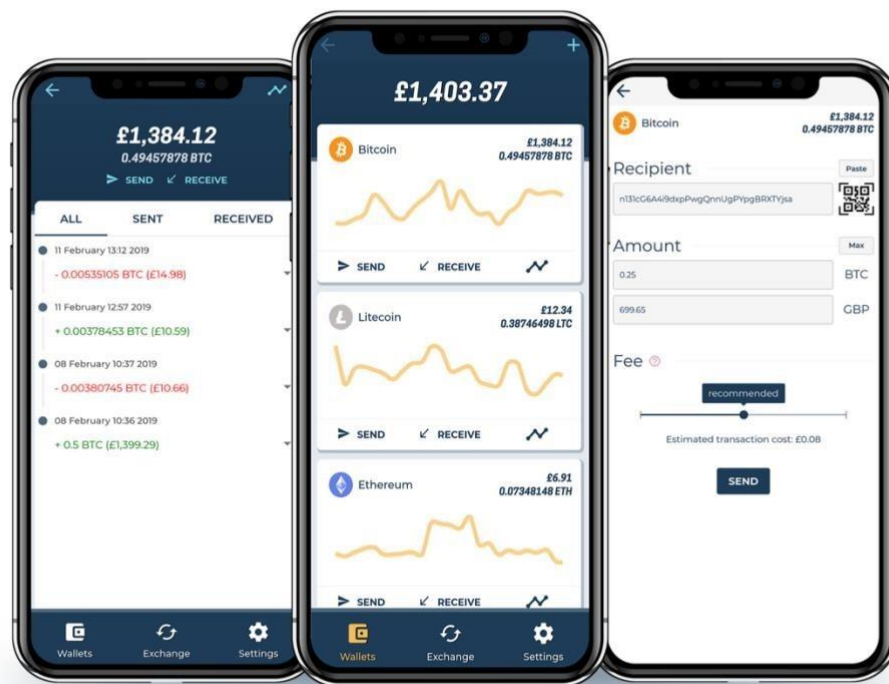 £1,384.12
0.49457878 BTC
SEND RECEIVE
ALL SENT RECEIVED
11 February 13:12 2019
- 0.00535105 BTC (£14.98)
11 February 12:57 2019
+ 0.00378453 BTC (£10.59)
08 February 10:37 2019
- 0.00380745 BTC (£10.66)
08 February 10:36 2019
+ 0.5 BTC (£1,399.29)
Wallets Exchange Settings
£1,403.37
Bitcoin £1,384.12
0.49457878 BTC
SEND RECEIVE
Litecoin £12.34
0.38746498 LTC
SEND RECEIVE
Ethereum £6.91
0.07348148 ETH
SEND RECEIVE
Wallets Exchange Settings
Bitcoin £1,384.12
0.49457878 BTC
Recipient Paste
n131cG6A4i9dxpPwgQnnUgPYpgBRXTYjsa
Amount Max
0.25 BTC
699.65 GBP
Fee ?
recommended
Estimated transaction cost: £0.08
SEND